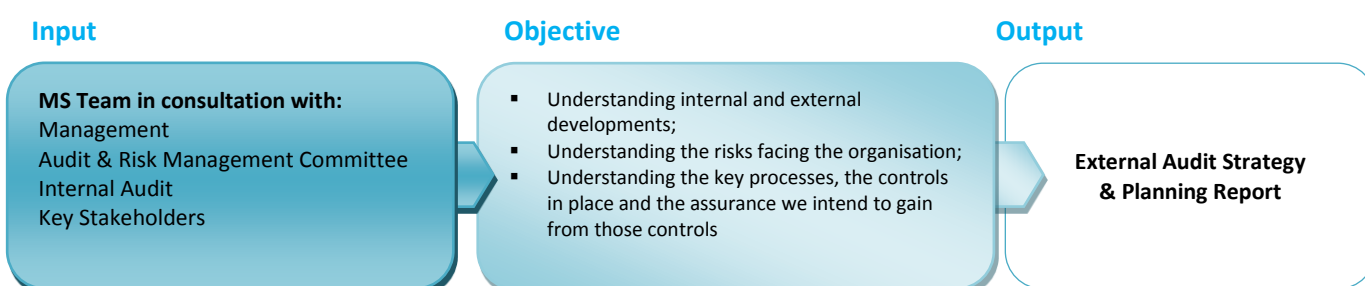 Input
Objective
Output
MS Team in consultation with:
Management
Audit & Risk Management Committee
Internal Audit
Key Stakeholders
▪ Understanding internal and external
developments;
▪ Understanding the risks facing the organisation;
▪ Understanding the key processes, the controls
in place and the assurance we intend to gain
from those controls
External Audit Strategy
& Planning Report